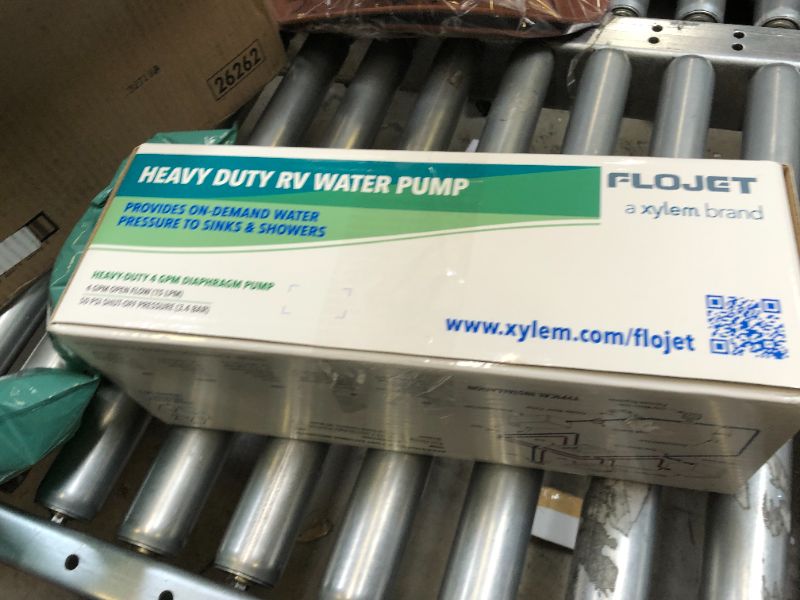 26262
HEAVY DUTY RV WATER PUMP
PROVIDES ON-DEMAND WATER
PRESSURE TO SINKS & SHOWERS
FLOJET
a xylem brand
HEAVY-DUTY 4 GPM DIAPHRAGM PUMP
4 GPM OPEN FLOW (15 LPM)
50 PSI SHUT-OFF PRESSURE (3.4 BAR)
www.xylem.com/flojet
TYPICAL INSTALLATION